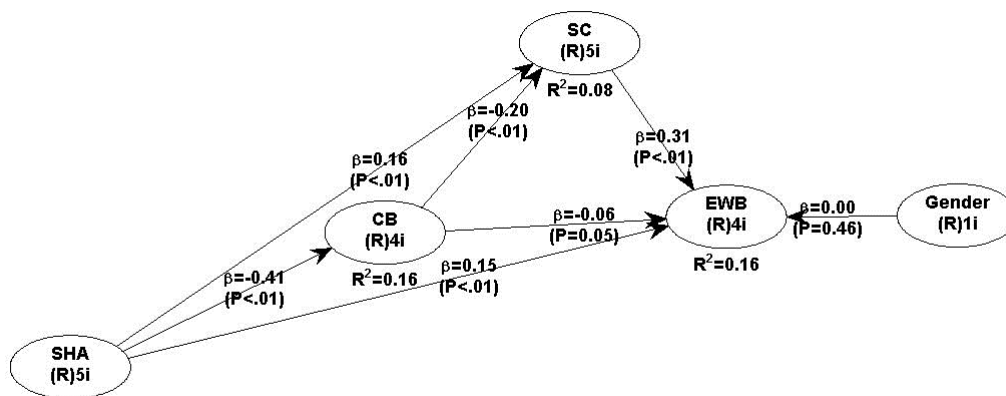 SC
(R)5i
R²=0.08
β=-0.20
(P<.01)
β=0.16
(P<.01)
β=0.31
(P<.01)
CB
(R)4i
R²=0.16
β=-0.06
(P=0.05)
EWB
(R)4i
R²=0.16
β=0.00
(P=0.46)
Gender
(R)1i
β=-0.41
(P<.01)
β=0.15
(P<.01)
SHA
(R)5i